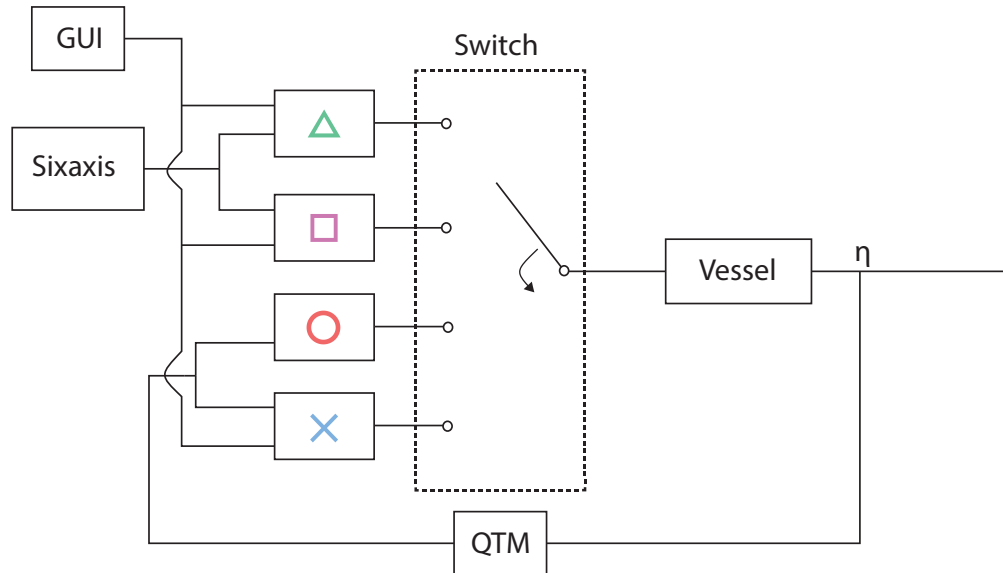 GUI
Switch
Sixaxis
Vessel
η
QTM